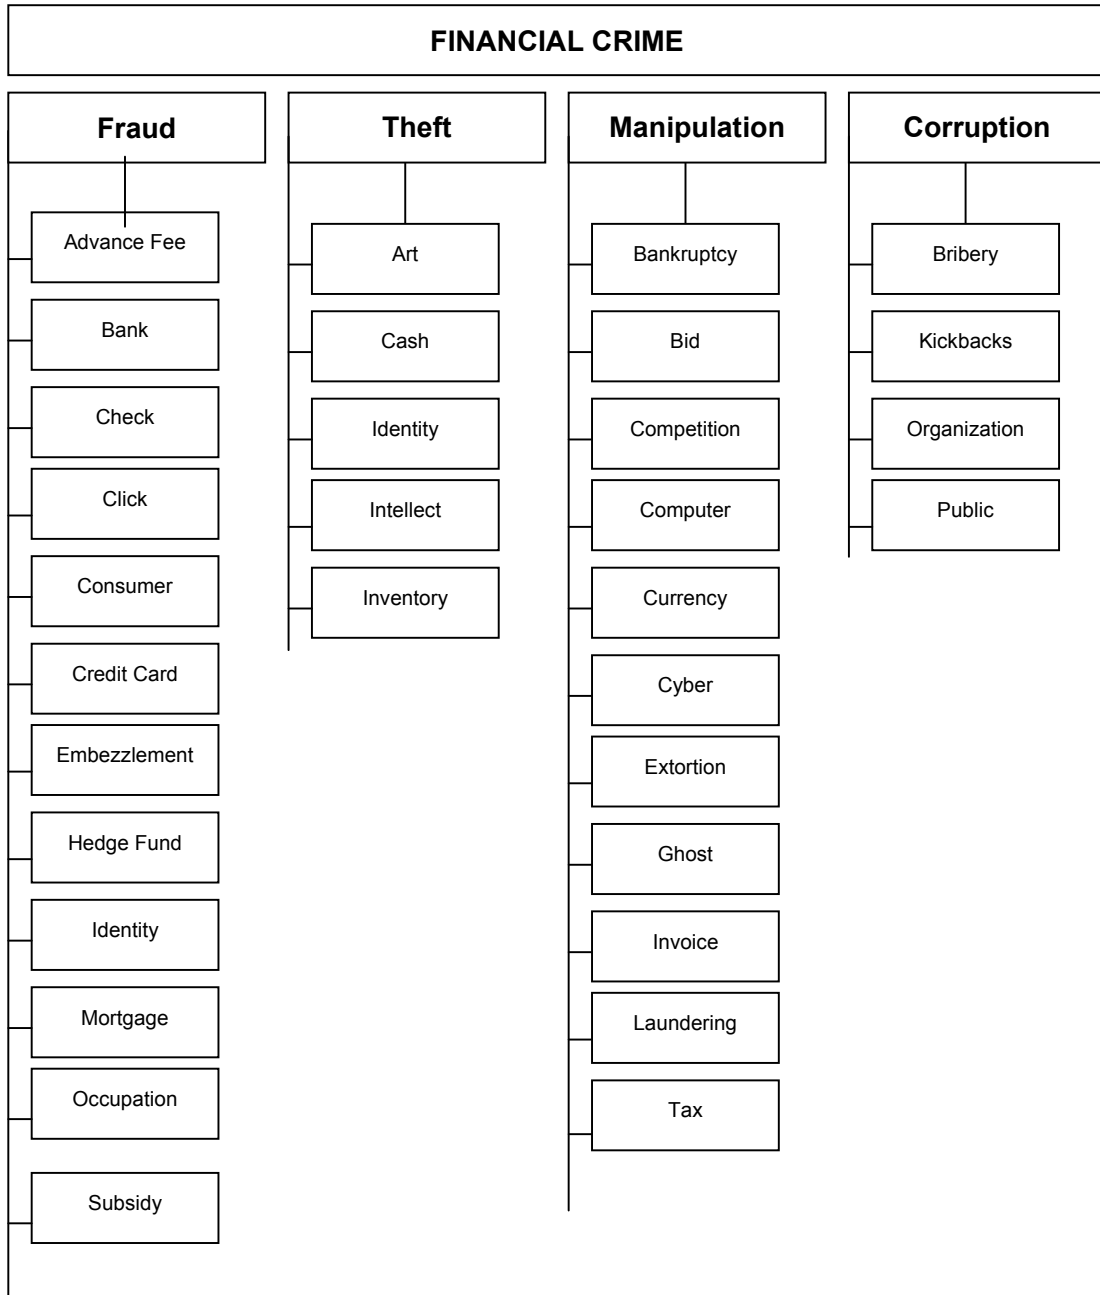 FINANCIAL CRIME
Fraud
Advance Fee
Bank
Check
Click
Consumer
Credit Card
Embezzlement
Hedge Fund
Identity
Mortgage
Occupation
Subsidy
Theft
Art
Cash
Identity
Intellect
Inventory
Manipulation
Bankruptcy
Bid
Competition
Computer
Currency
Cyber
Extortion
Ghost
Invoice
Laundering
Tax
Corruption
Bribery
Kickbacks
Organization
Public